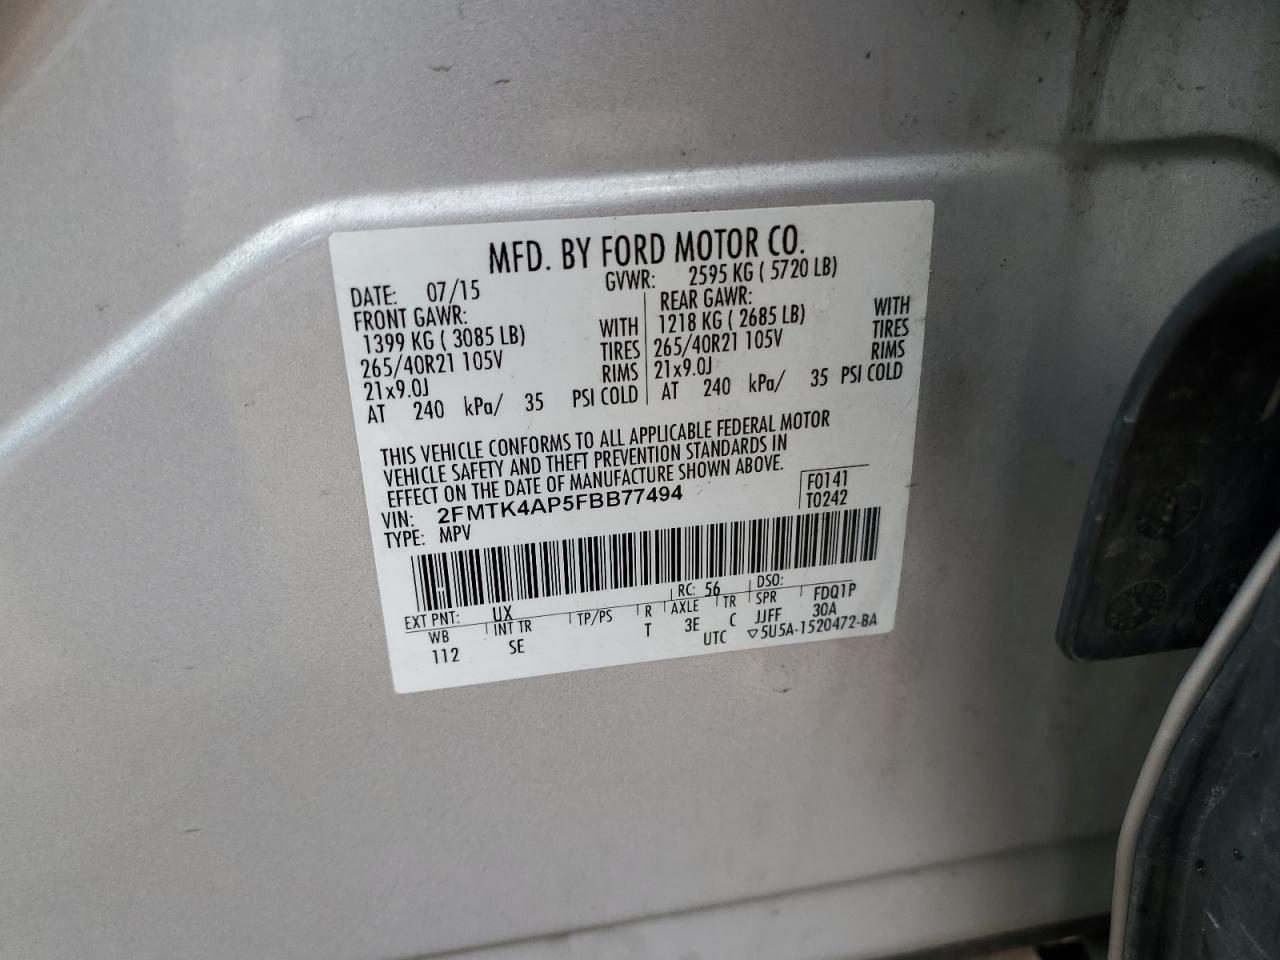 MFD. BY FORD MOTOR CO.
DATE: 07/15 GVWR: 2595 KG ( 5720 LB)
FRONT GAWR: REAR GAWR:
1399 KG ( 3085 LB) WITH 1218 KG ( 2685 LB) WITH
265/40R21 105V TIRES 265/40R21 105V TIRES
21x9.0J RIMS 21x9.0J RIMS
AT 240 kPa/ 35 PSI COLD AT 240 kPa/ 35 PSI COLD
THIS VEHICLE CONFORMS TO ALL APPLICABLE FEDERAL MOTOR
VEHICLE SAFETY AND THEFT PREVENTION STANDARDS IN
EFFECT ON THE DATE OF MANUFACTURE SHOWN ABOVE.
VIN: 2FMTK4AP5FBB77494 F0141
TYPE: MPV T0242
EXT PNT: UX RC: 56 DSO: FDQ1P
WB INT TR TP/PS R AXLE TR SPR 30A
112 SE T 3E C JJFF
UTC ▽5U5A-1520472-BA